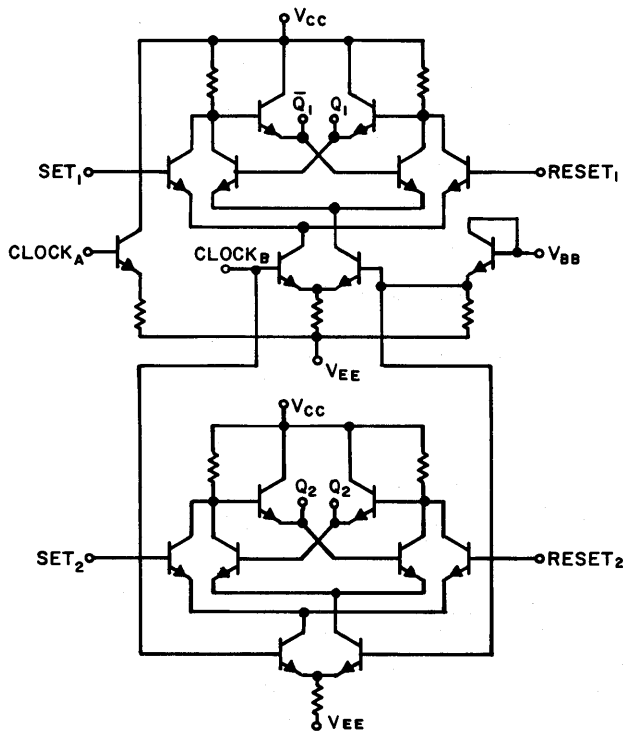 VCC
Q̅1 Q1
SET1
RESET1
CLOCKA
CLOCKB
VBB
VEE
VCC
Q2 Q2
SET2
RESET2
VEE